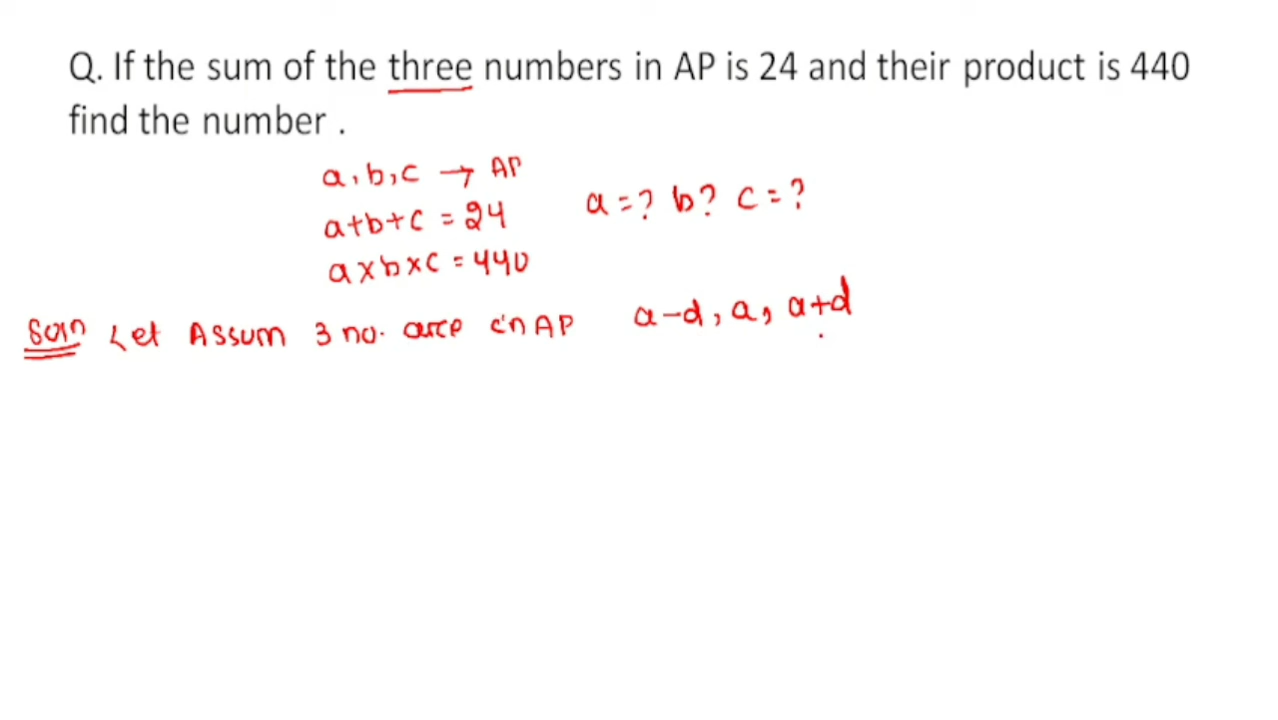 Q. If the sum of the three numbers in AP is 24 and their product is 440
find the number .
a,b,c → AP
a+b+c = 24
a=? b? c=?
a×b×c = 440
Soln Let Assum 3 no. are in AP a-d, a, a+d